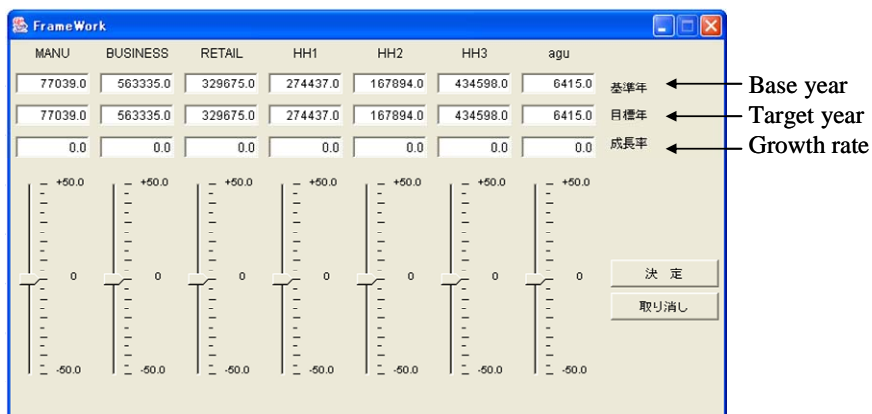 FrameWork
MANU BUSINESS RETAIL HH1 HH2 HH3 agu
77039.0 563335.0 329675.0 274437.0 167894.0 434598.0 6415.0 基準年 Base year
77039.0 563335.0 329675.0 274437.0 167894.0 434598.0 6415.0 目標年 Target year
0.0 0.0 0.0 0.0 0.0 0.0 0.0 成長率 Growth rate
+50.0 +50.0 +50.0 +50.0 +50.0 +50.0 +50.0
0 0 0 0 0 0 0 決 定
取り消し
-50.0 -50.0 -50.0 -50.0 -50.0 -50.0 -50.0